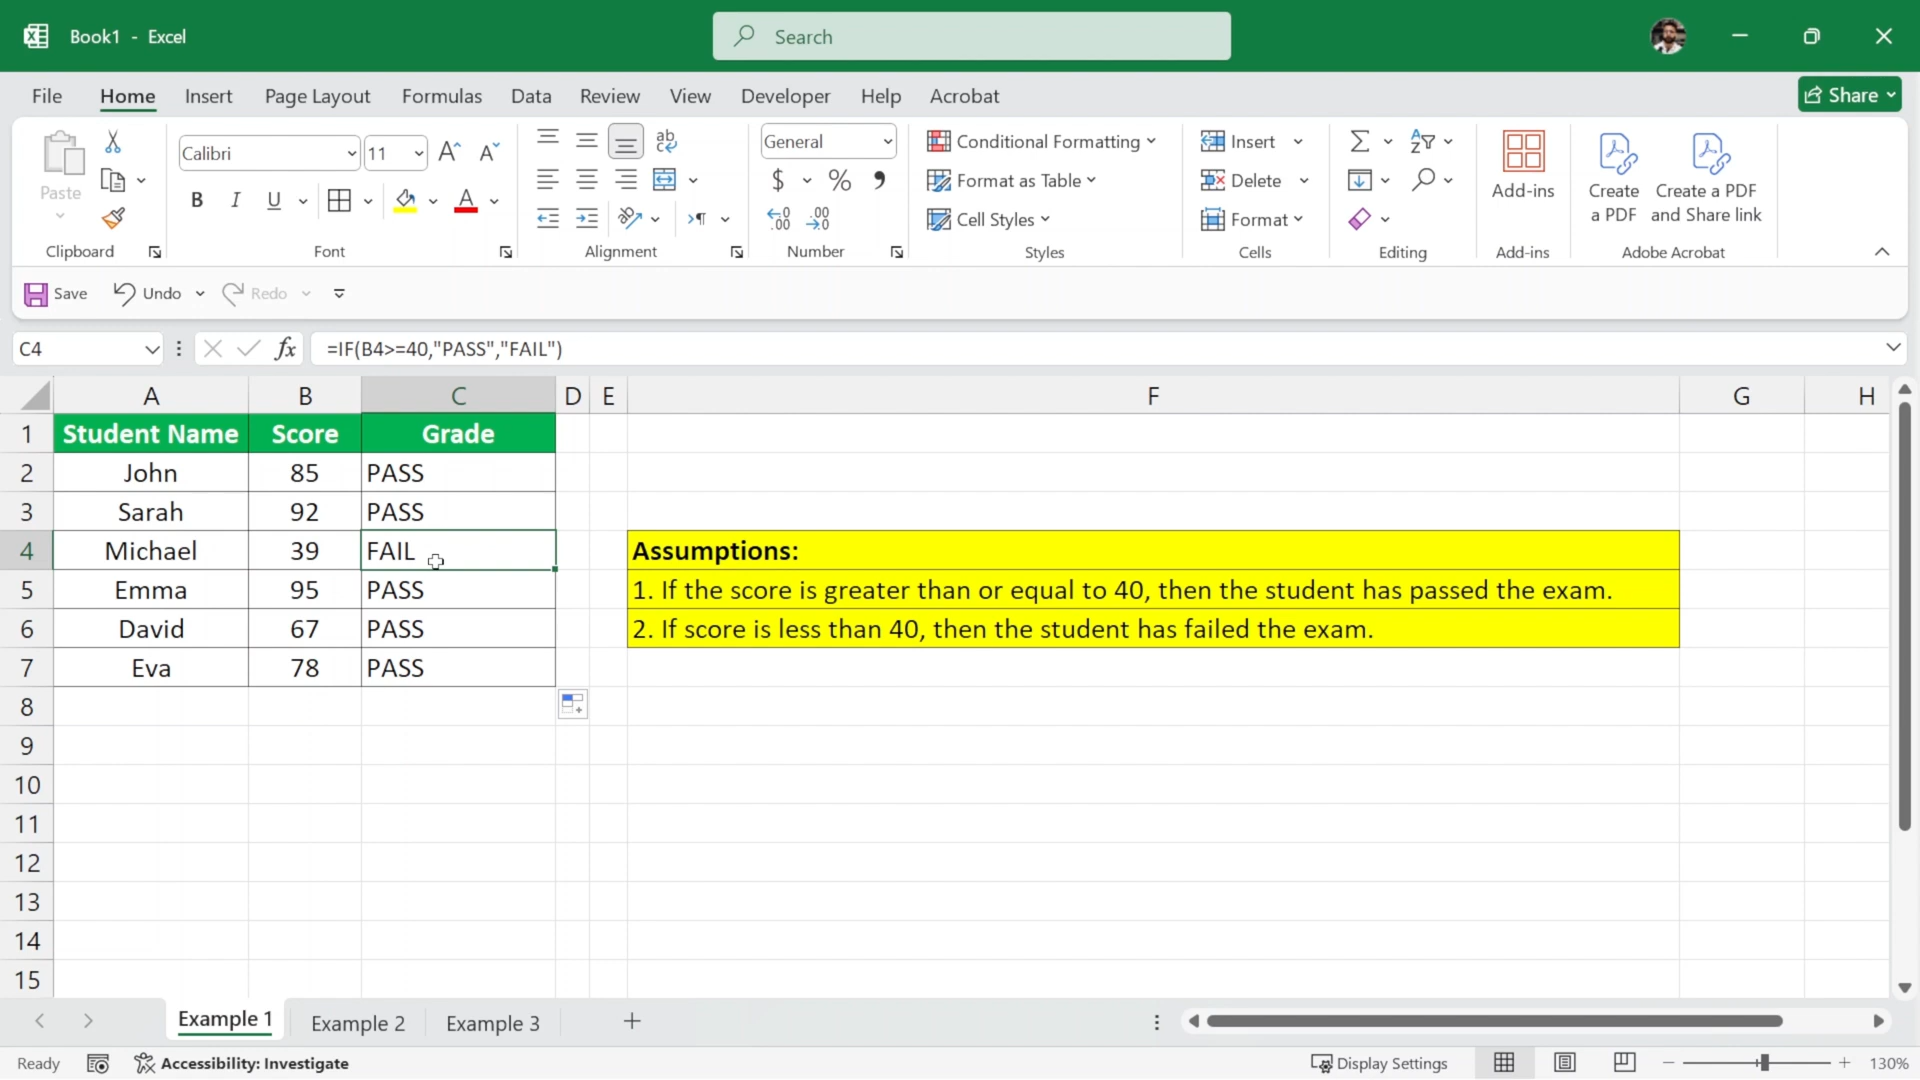 Book1 - Excel
Search
File Home Insert Page Layout Formulas Data Review View Developer Help Acrobat
Share
Paste
Clipboard
Calibri 11
B I U A
Font
ab
Alignment
General
$ %
Number
Conditional Formatting
Format as Table
Cell Styles
Styles
Insert
Delete
Format
Cells
Editing
Add-ins
Add-ins
Create a PDF
Create a PDF and Share link
Adobe Acrobat
Save Undo Redo
C4 fx =IF(B4>=40,"PASS","FAIL")
A B C D E F G H
1 Student Name Score Grade
2 John 85 PASS
3 Sarah 92 PASS
4 Michael 39 FAIL Assumptions:
5 Emma 95 PASS 1. If the score is greater than or equal to 40, then the student has passed the exam.
6 David 67 PASS 2. If score is less than 40, then the student has failed the exam.
7 Eva 78 PASS
8
9
10
11
12
13
14
15
Example 1 Example 2 Example 3
Ready Accessibility: Investigate Display Settings 130%